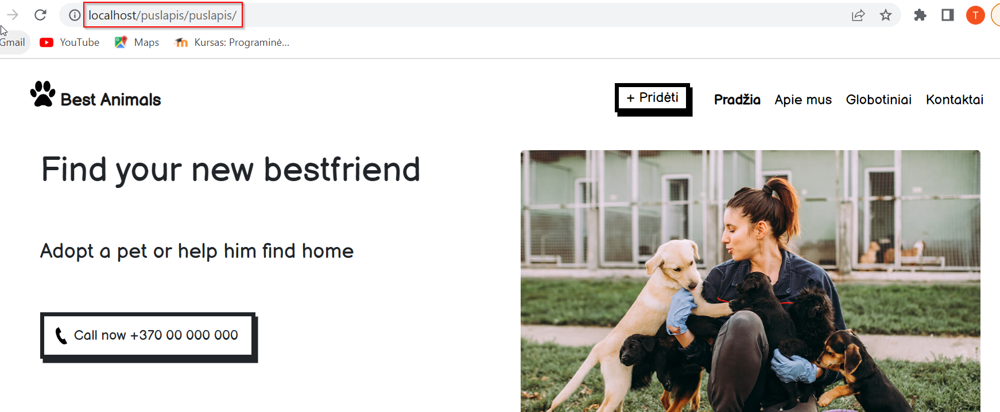 localhost/puslapis/puslapis/
T
Gmail
YouTube
Maps
Kursas: Programinė...
Best Animals
+ Pridėti
Pradžia
Apie mus
Globotiniai
Kontaktai
Find your new bestfriend
Adopt a pet or help him find home
Call now +370 00 000 000